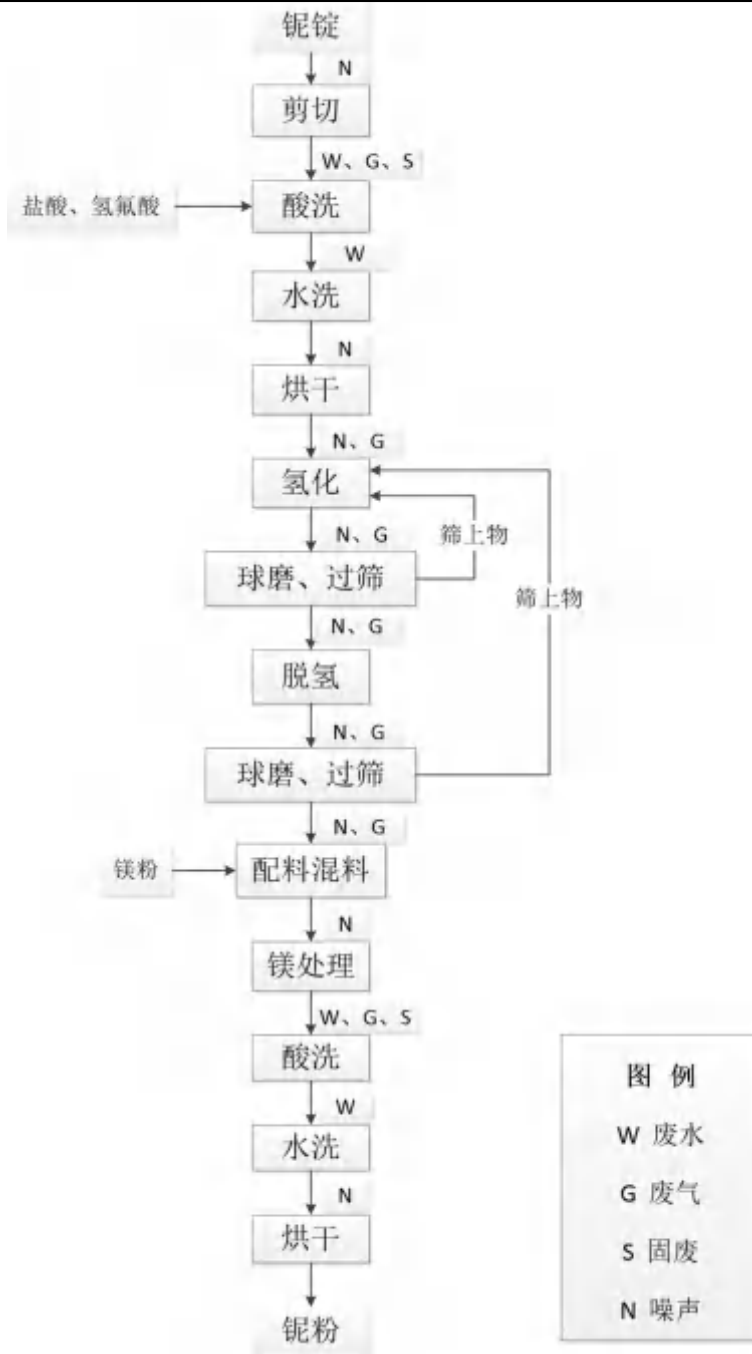 铌锭
N
剪切
W、G、S
盐酸、氢氟酸
酸洗
W
水洗
N
烘干
N、G
氢化
N、G
筛上物
球磨、过筛
筛上物
N、G
脱氢
N、G
球磨、过筛
N、G
镁粉
配料混料
N
镁处理
W、G、S
酸洗
W
水洗
N
烘干
铌粉
图 例
W 废水
G 废气
S 固废
N 噪声